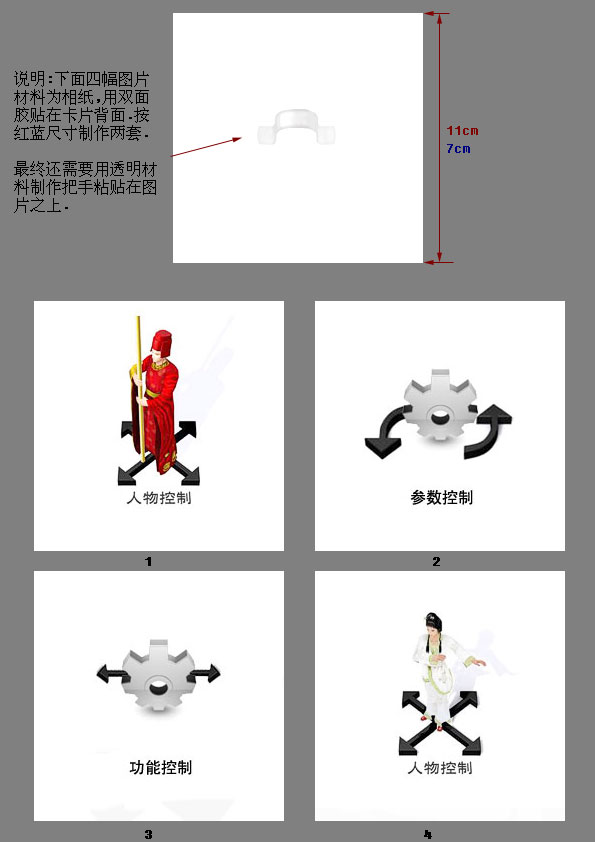 说明:下面四幅图片
材料为相纸,用双面
胶贴在卡片背面.按
红蓝尺寸制作两套.
最终还需要用透明材
料制作把手粘贴在图
片之上.
11cm
7cm
人物控制
1
参数控制
2
功能控制
3
人物控制
4